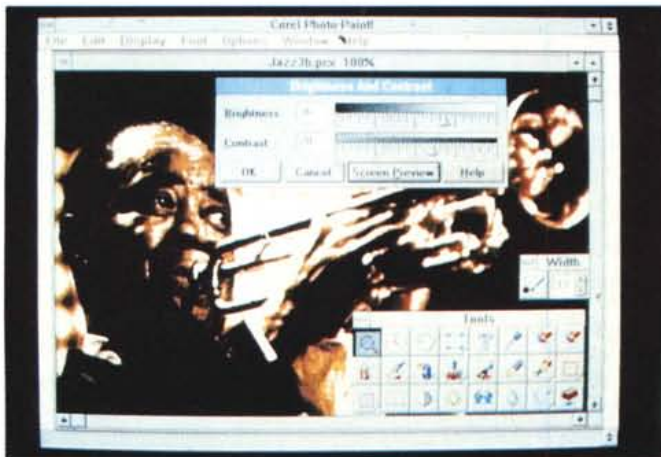 Corel Photo-Paint!
File Edit Display Font Options Window Help
Jazz3b.pcx 100%
Brightness And Contrast
Brightness
Contrast
OK Cancel Screen Preview Help
Width
Tools